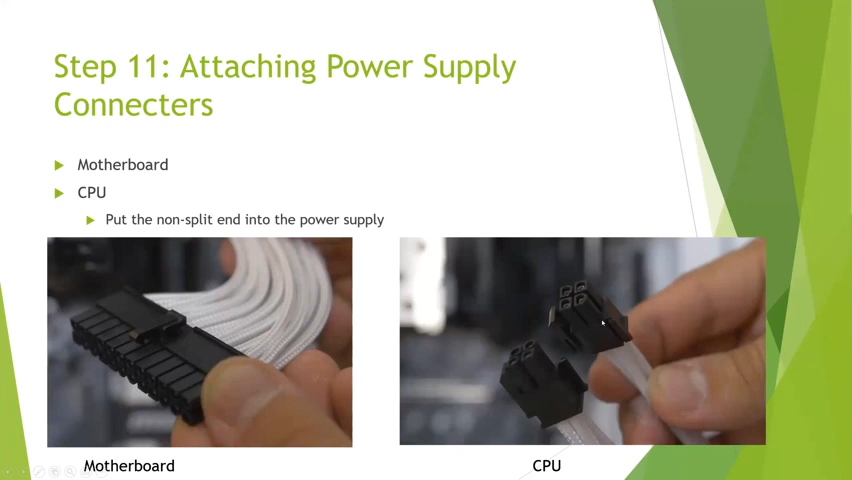 Step 11: Attaching Power Supply
Connecters
Motherboard
CPU
Put the non-split end into the power supply
Motherboard
CPU